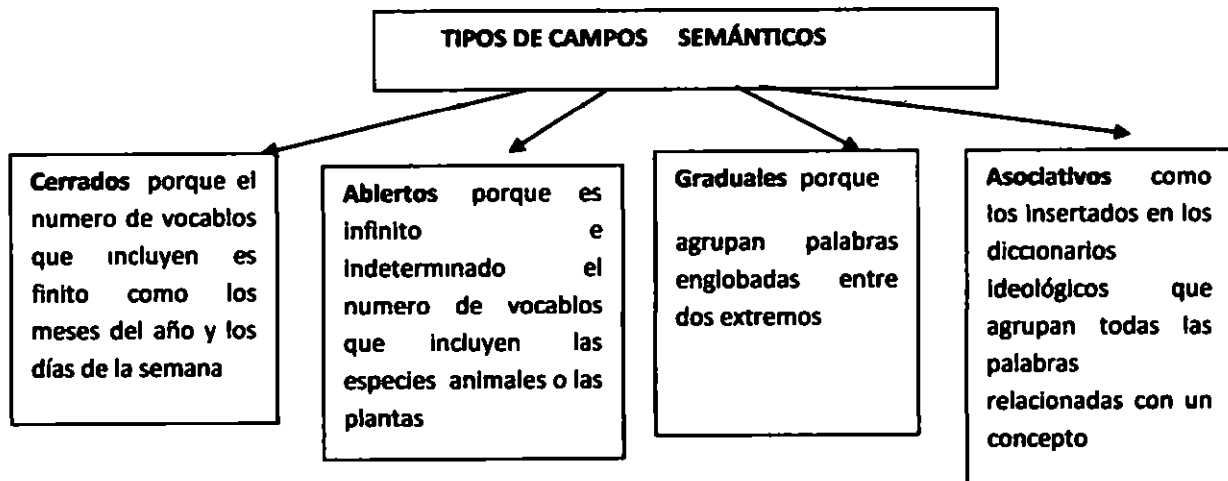 TIPOS DE CAMPOS SEMÁNTICOS
Cerrados porque el
numero de vocablos
que incluyen es
finito como los
meses del año y los
días de la semana
Abiertos porque es
infinito e
indeterminado el
numero de vocablos
que incluyen las
especies animales o las
plantas
Graduales porque
agrupan palabras
englobadas entre
dos extremos
Asociativos como
los insertados en los
diccionarios
ideológicos que
agrupan todas las
palabras
relacionadas con un
concepto